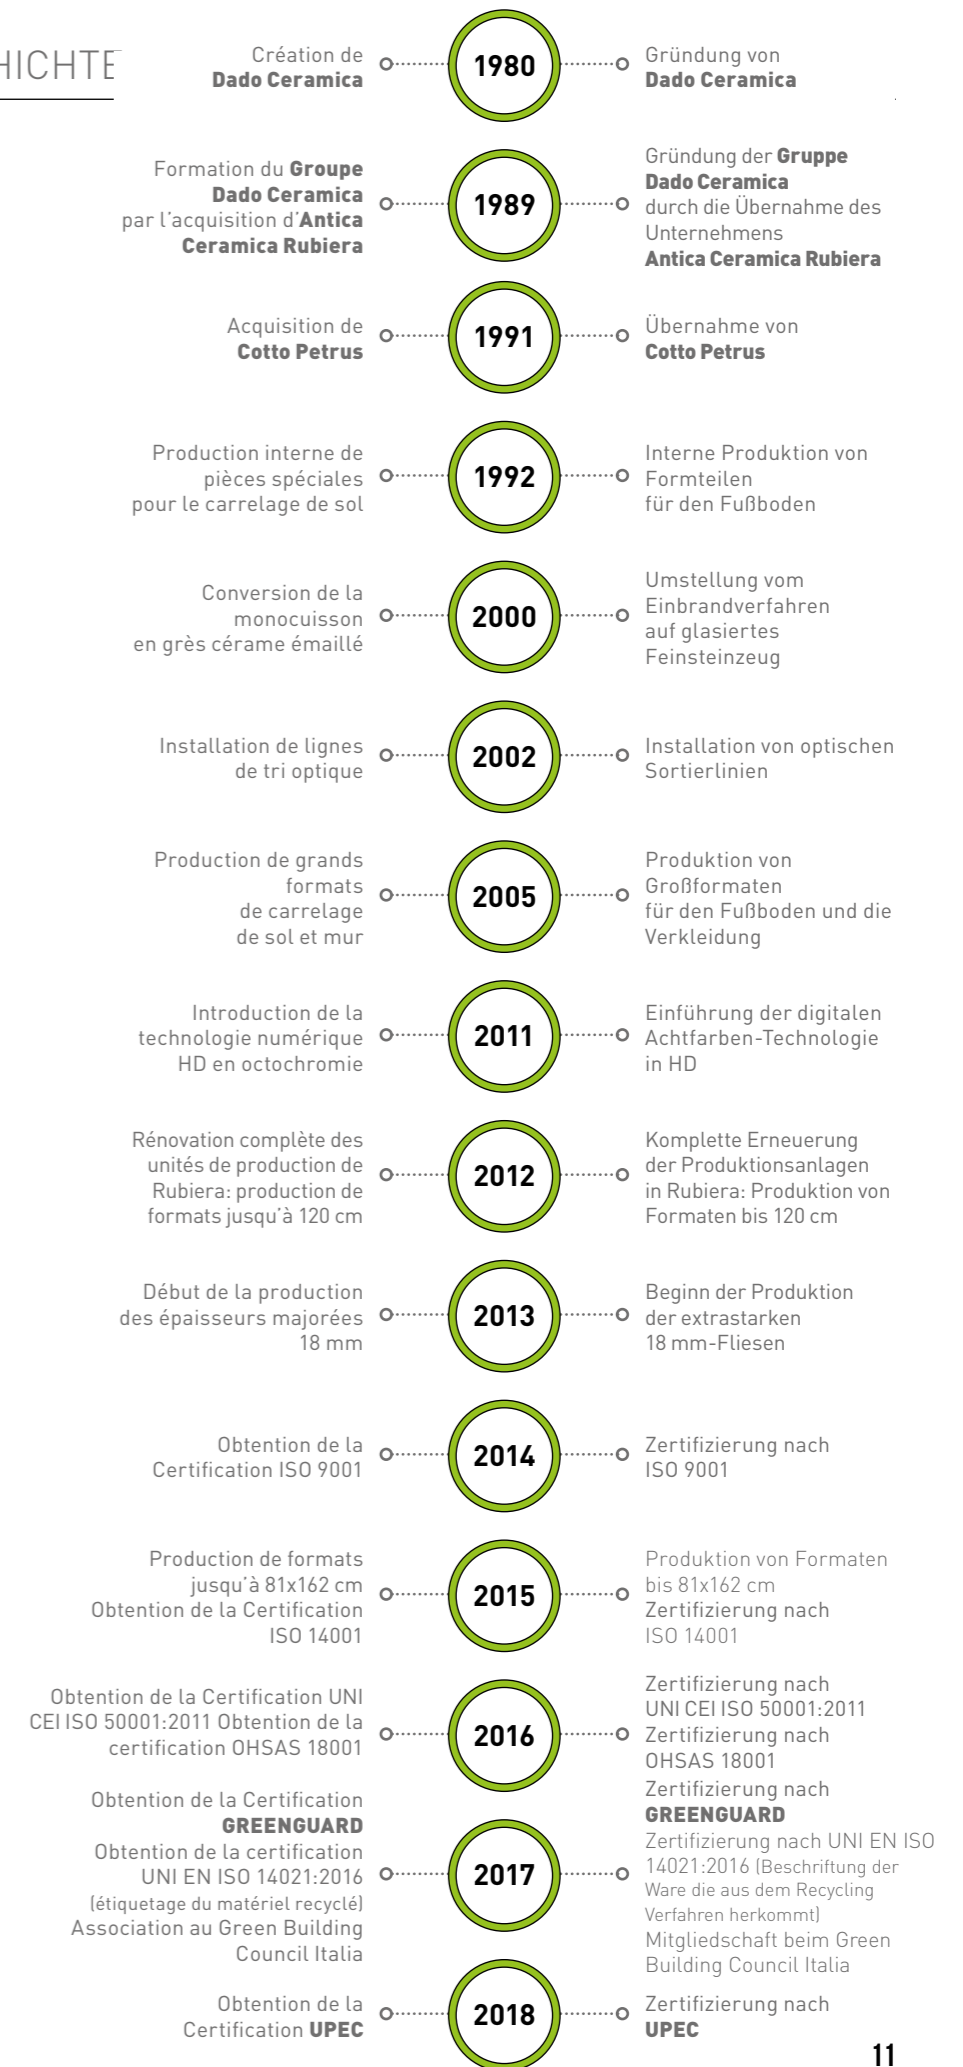 HICHTE
Création de
Dado Ceramica
1980
Gründung von
Dado Ceramica
Formation du Groupe
Dado Ceramica
par l'acquisition d'Antica
Ceramica Rubiera
1989
Gründung der Gruppe
Dado Ceramica
durch die Übernahme des
Unternehmens
Antica Ceramica Rubiera
Acquisition de
Cotto Petrus
1991
Übernahme von
Cotto Petrus
Production interne de
pièces spéciales
pour le carrelage de sol
1992
Interne Produktion von
Formteilen
für den Fußboden
Conversion de la
monocuisson
en grès cérame émaillé
2000
Umstellung vom
Einbrandverfahren
auf glasiertes
Feinsteinzeug
Installation de lignes
de tri optique
2002
Installation von optischen
Sortierlinien
Production de grands
formats
de carrelage
de sol et mur
2005
Produktion von
Großformaten
für den Fußboden und die
Verkleidung
Introduction de la
technologie numérique
HD en octochromie
2011
Einführung der digitalen
Achtfarben-Technologie
in HD
Rénovation complète des
unités de production de
Rubiera: production de
formats jusqu'à 120 cm
2012
Komplette Erneuerung
der Produktionsanlagen
in Rubiera: Produktion von
Formaten bis 120 cm
Début de la production
des épaisseurs majorées
18 mm
2013
Beginn der Produktion
der extrastarken
18 mm-Fliesen
Obtention de la
Certification ISO 9001
2014
Zertifizierung nach
ISO 9001
Production de formats
jusqu'à 81x162 cm
Obtention de la Certification
ISO 14001
2015
Produktion von Formaten
bis 81x162 cm
Zertifizierung nach
ISO 14001
Obtention de la Certification UNI
CEI ISO 50001:2011 Obtention de la
certification OHSAS 18001
2016
Zertifizierung nach
UNI CEI ISO 50001:2011
Zertifizierung nach
OHSAS 18001
Obtention de la Certification
GREENGUARD
Obtention de la certification
UNI EN ISO 14021:2016
(étiquetage du matériel recyclé)
Association au Green Building
Council Italia
2017
Zertifizierung nach
GREENGUARD
Zertifizierung nach UNI EN ISO
14021:2016 (Beschriftung der
Ware die aus dem Recycling
Verfahren herkommt)
Mitgliedschaft beim Green
Building Council Italia
Obtention de la
Certification UPEC
2018
Zertifizierung nach
UPEC
11